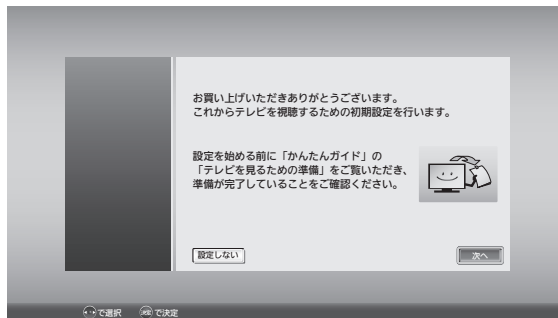 お買い上げいただきありがとうございます。
これからテレビを視聴するための初期設定を行います。
設定を始める前に「かんたんガイド」の
「テレビを見るための準備」をご覧いただき、
準備が完了していることをご確認ください。
設定しない
次へ
で選択 決定 で決定